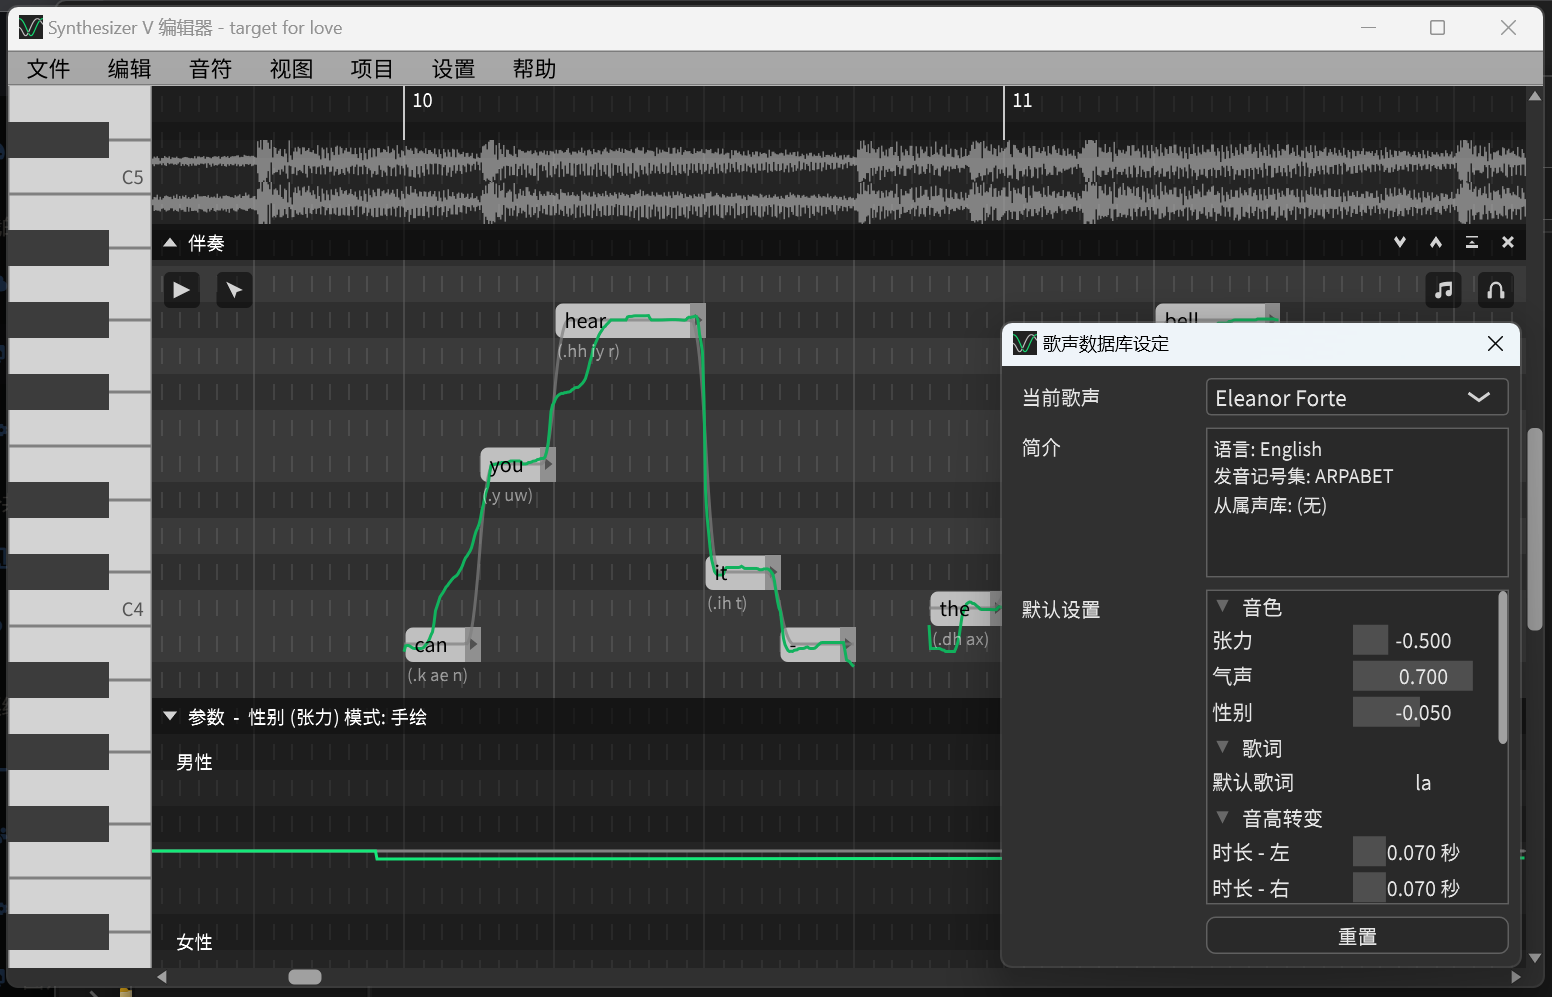 Synthesizer V 编辑器 - target for love
文件 编辑 音符 视图 项目 设置 帮助
10 11
C5
伴奏
hear
(.hh iy r)
bell
you
(.y uw)
it
(.ih t)
C4
the
(.dh ax)
can
(.k ae n)
-
参数 - 性别 (张力) 模式: 手绘
男性
女性
歌声数据库设定
当前歌声 Eleanor Forte
简介
语言: English
发音记号集: ARPABET
从属声库: (无)
默认设置
音色
张力 -0.500
气声 0.700
性别 -0.050
歌词
默认歌词 la
音高转变
时长 - 左 0.070 秒
时长 - 右 0.070 秒
重置